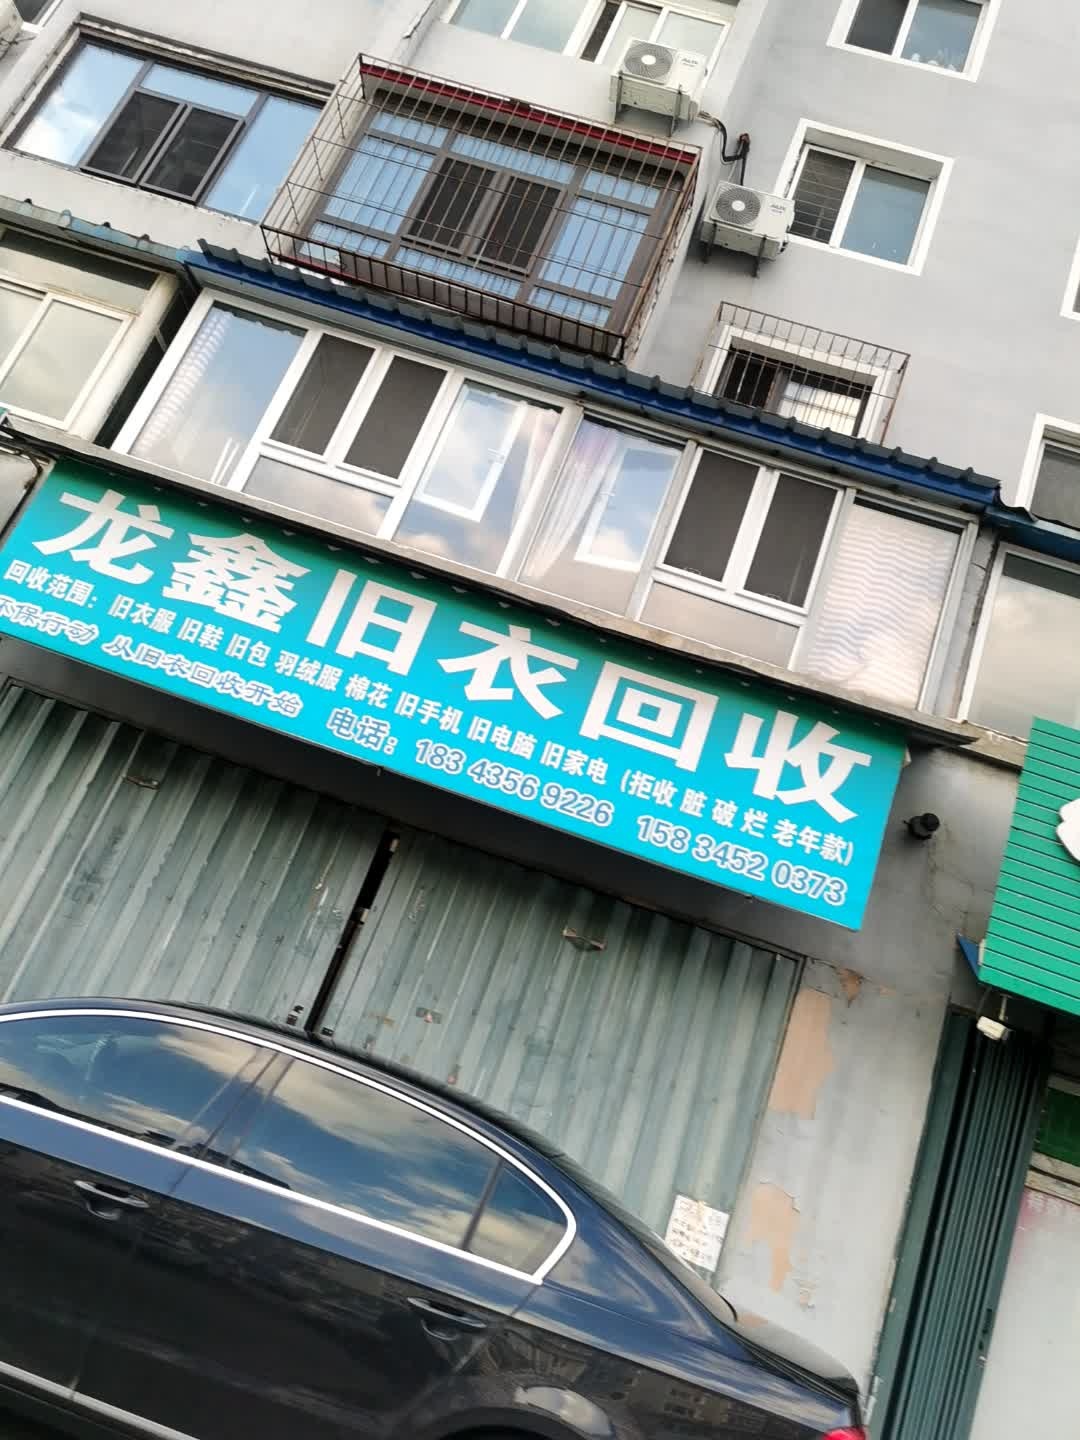 龙鑫旧衣回收
回收范围：旧衣服 旧鞋 旧包 羽绒服 棉花 旧手机 旧电脑 旧家电（拒收 脏 破 烂 老年款）
环保行动 从旧衣回收开始 电话：183 4356 9226 158 3452 0373
AUX
AUX